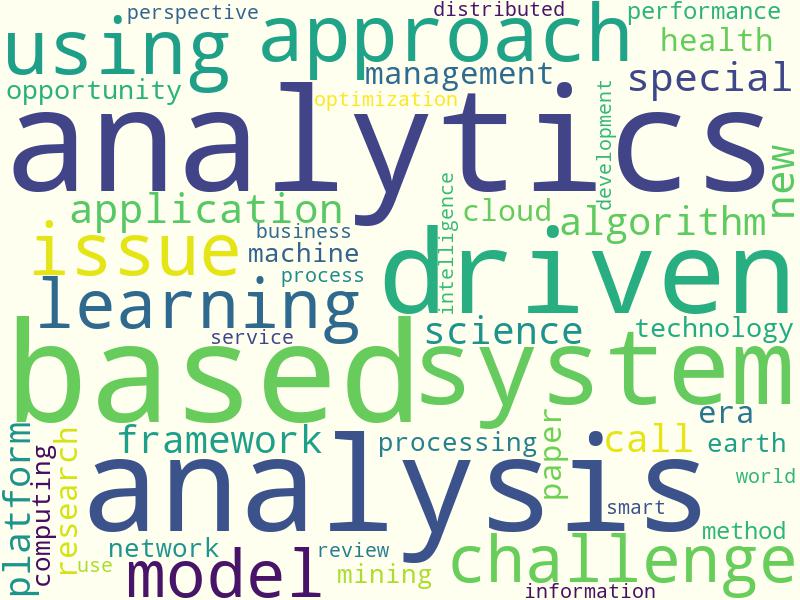 perspective
distributed
performance
using
approach
health
opportunity
management
special
optimization
analytics
development
new
application
intelligence
cloud
algorithm
issue
business
machine
process
driven
learning
service
science
technology
based
system
era
platform
computing
research
framework
processing
paper
call
earth
analysis
world
smart
use
network
review
method
model
mining
challenge
information